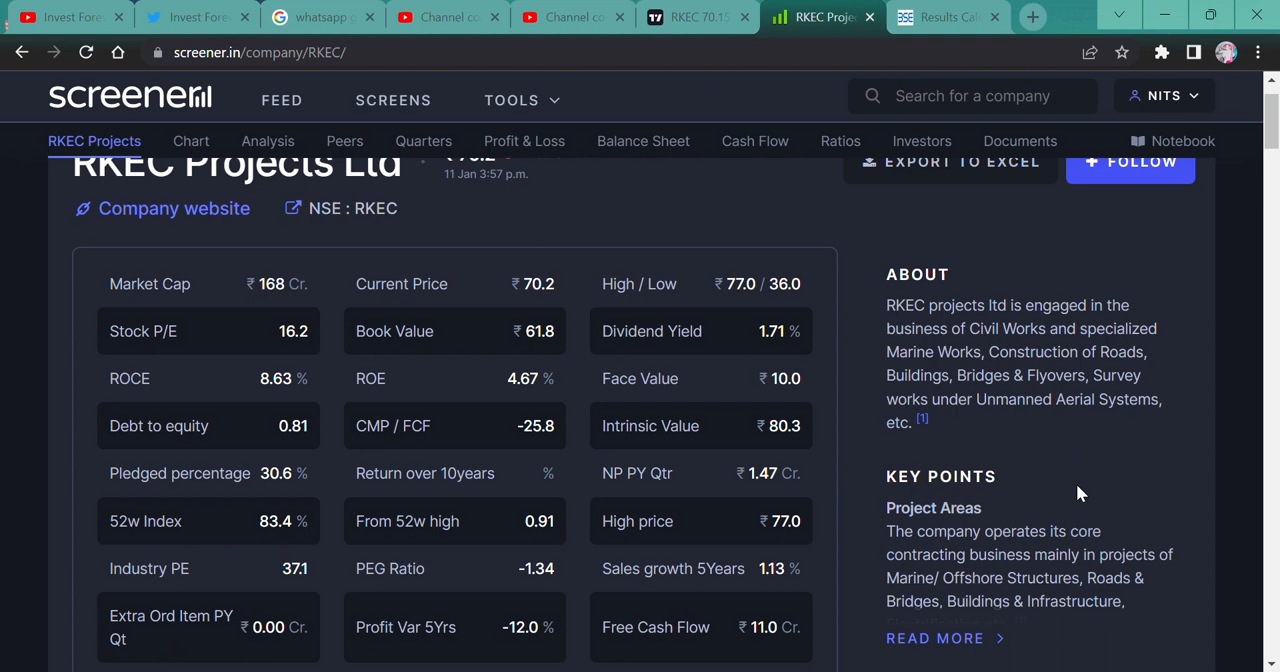 Invest Fore
Invest Fore
whatsapp g
Channel co
Channel co
RKEC 70.15
RKEC Proje
BSE Results Cal
screener.in/company/RKEC/
screener
FEED
SCREENS
TOOLS
Search for a company
NITS
RKEC Projects
Chart
Analysis
Peers
Quarters
Profit & Loss
Balance Sheet
Cash Flow
Ratios
Investors
Documents
Notebook
RKEC Projects Ltd
₹ 70.2
11 Jan 3:57 p.m.
EXPORT TO EXCEL
+ FOLLOW
Company website
NSE : RKEC
Market Cap ₹ 168 Cr.
Current Price ₹ 70.2
High / Low ₹ 77.0 / 36.0
Stock P/E 16.2
Book Value ₹ 61.8
Dividend Yield 1.71 %
ROCE 8.63 %
ROE 4.67 %
Face Value ₹ 10.0
Debt to equity 0.81
CMP / FCF -25.8
Intrinsic Value ₹ 80.3
Pledged percentage 30.6 %
Return over 10years %
NP PY Qtr ₹ 1.47 Cr.
52w Index 83.4 %
From 52w high 0.91
High price ₹ 77.0
Industry PE 37.1
PEG Ratio -1.34
Sales growth 5Years 1.13 %
Extra Ord Item PY
Qt ₹ 0.00 Cr.
Profit Var 5Yrs -12.0 %
Free Cash Flow ₹ 11.0 Cr.
ABOUT
RKEC projects ltd is engaged in the
business of Civil Works and specialized
Marine Works, Construction of Roads,
Buildings, Bridges & Flyovers, Survey
works under Unmanned Aerial Systems,
etc. [1]
KEY POINTS
Project Areas
The company operates its core
contracting business mainly in projects of
Marine/ Offshore Structures, Roads &
Bridges, Buildings & Infrastructure,
READ MORE >